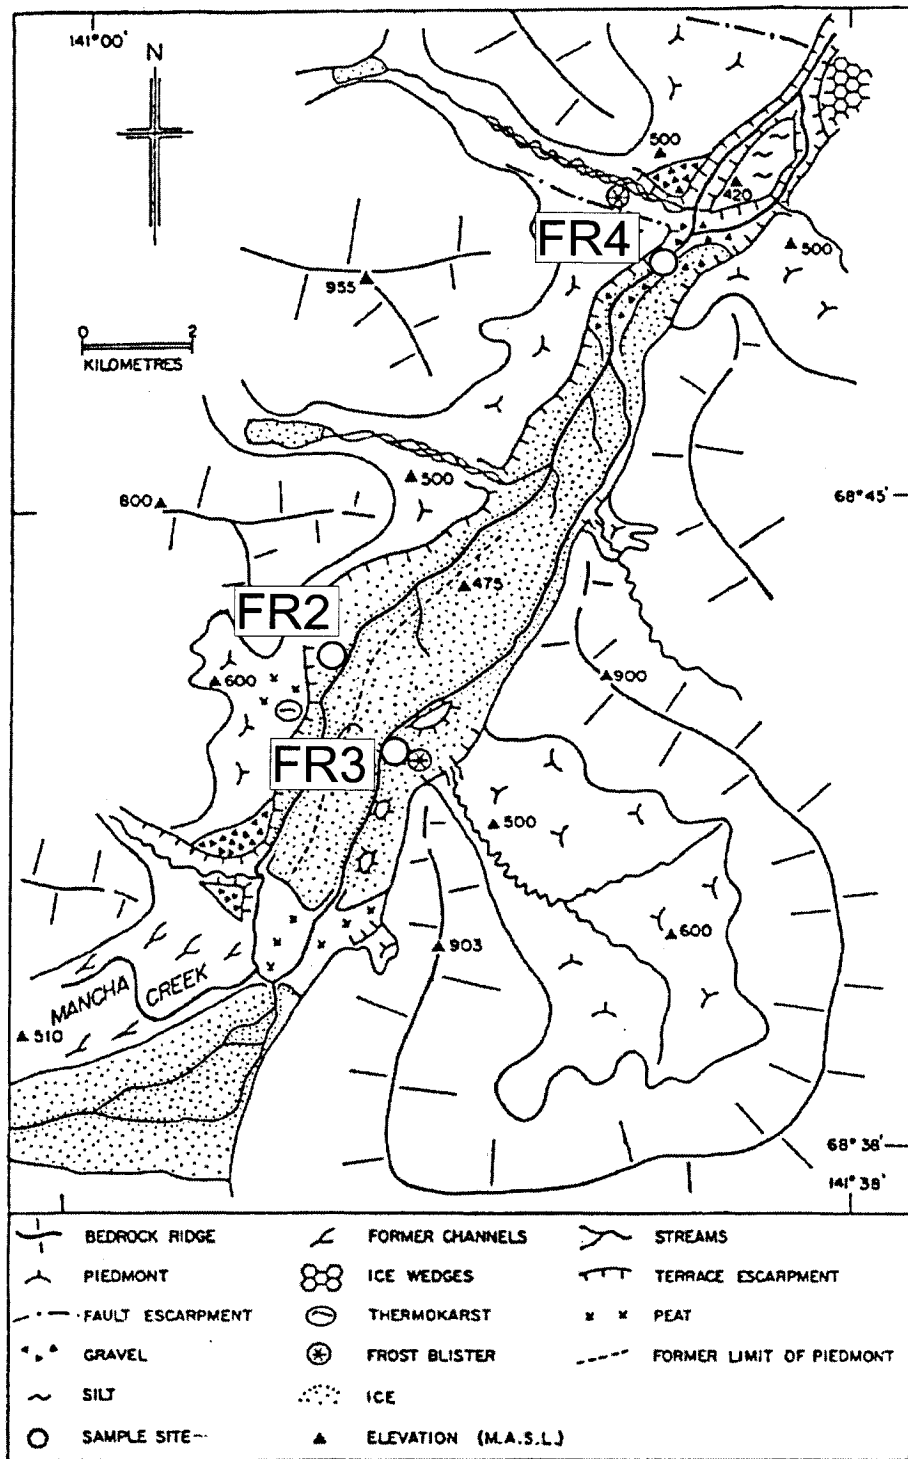 141°00'
N
500
420
FR4
500
955
0 2
KILOMETRES
500
800
68°45'
475
FR2
600
900
FR3
500
600
903
MANCHA
CREEK
510
68°38'
141°38'
BEDROCK RIDGE
FORMER CHANNELS
STREAMS
PIEDMONT
ICE WEDGES
TERRACE ESCARPMENT
FAULT ESCARPMENT
THERMOKARST
PEAT
GRAVEL
FROST BLISTER
FORMER LIMIT OF PIEDMONT
SILT
ICE
SAMPLE SITE
ELEVATION (M.A.S.L.)